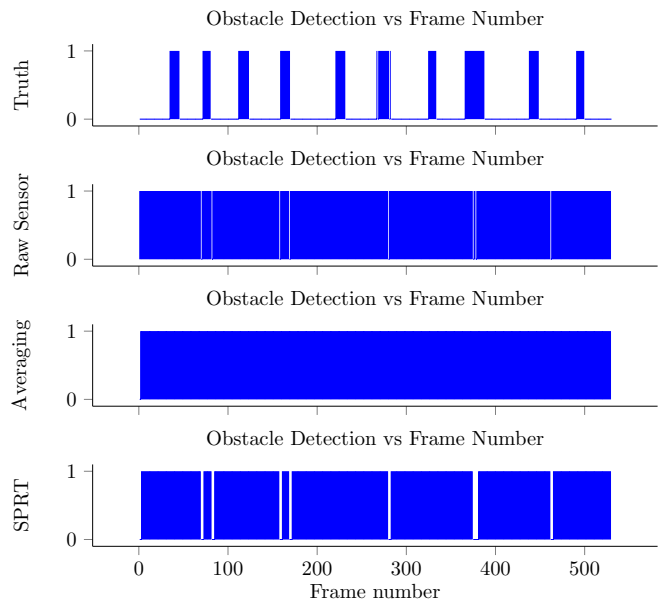 Obstacle Detection vs Frame Number
1
0
Truth
Obstacle Detection vs Frame Number
1
0
Raw Sensor
Obstacle Detection vs Frame Number
1
0
Averaging
Obstacle Detection vs Frame Number
1
0
SPRT
0 100 200 300 400 500
Frame number